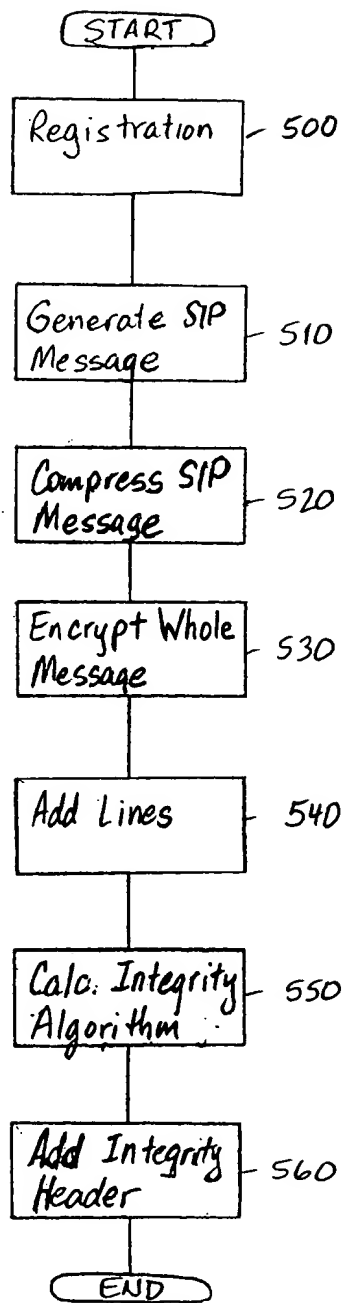 START
Registration
500
Generate SIP
Message
510
Compress SIP
Message
520
Encrypt Whole
Message
530
Add Lines
540
Calc. Integrity
Algorithm
550
Add Integrity
Header
560
END